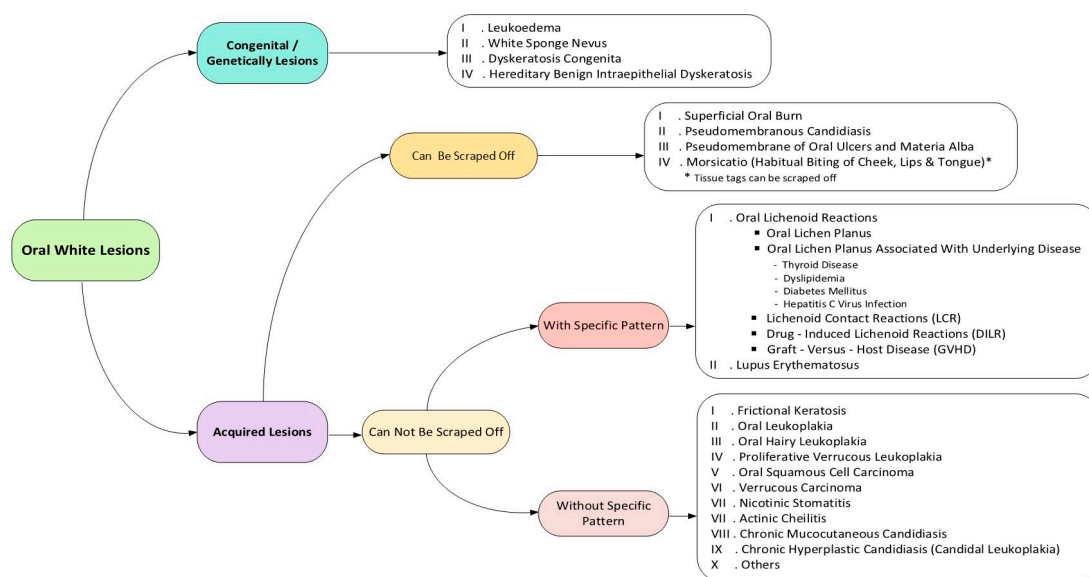 Congenital /
Genetically Lesions
I . Leukoedema
II . White Sponge Nevus
III . Dyskeratosis Congenita
IV . Hereditary Benign Intraepithelial Dyskeratosis
Can Be Scraped Off
I . Superficial Oral Burn
II . Pseudomembranous Candidiasis
III . Pseudomembrane of Oral Ulcers and Materia Alba
IV . Morsicatio (Habitual Biting of Cheek, Lips & Tongue)*
* Tissue tags can be scraped off
Oral White Lesions
With Specific Pattern
I . Oral Lichenoid Reactions
▪ Oral Lichen Planus
▪ Oral Lichen Planus Associated With Underlying Disease
- Thyroid Disease
- Dyslipidemia
- Diabetes Mellitus
- Hepatitis C Virus Infection
▪ Lichenoid Contact Reactions (LCR)
▪ Drug - Induced Lichenoid Reactions (DILR)
▪ Graft - Versus - Host Disease (GVHD)
II . Lupus Erythematosus
Acquired Lesions
Can Not Be Scraped Off
Without Specific
Pattern
I . Frictional Keratosis
II . Oral Leukoplakia
III . Oral Hairy Leukoplakia
IV . Proliferative Verrucous Leukoplakia
V . Oral Squamous Cell Carcinoma
VI . Verrucous Carcinoma
VII . Nicotinic Stomatitis
VII . Actinic Cheilitis
VIII . Chronic Mucocutaneous Candidiasis
IX . Chronic Hyperplastic Candidiasis (Candidal Leukoplakia)
X . Others